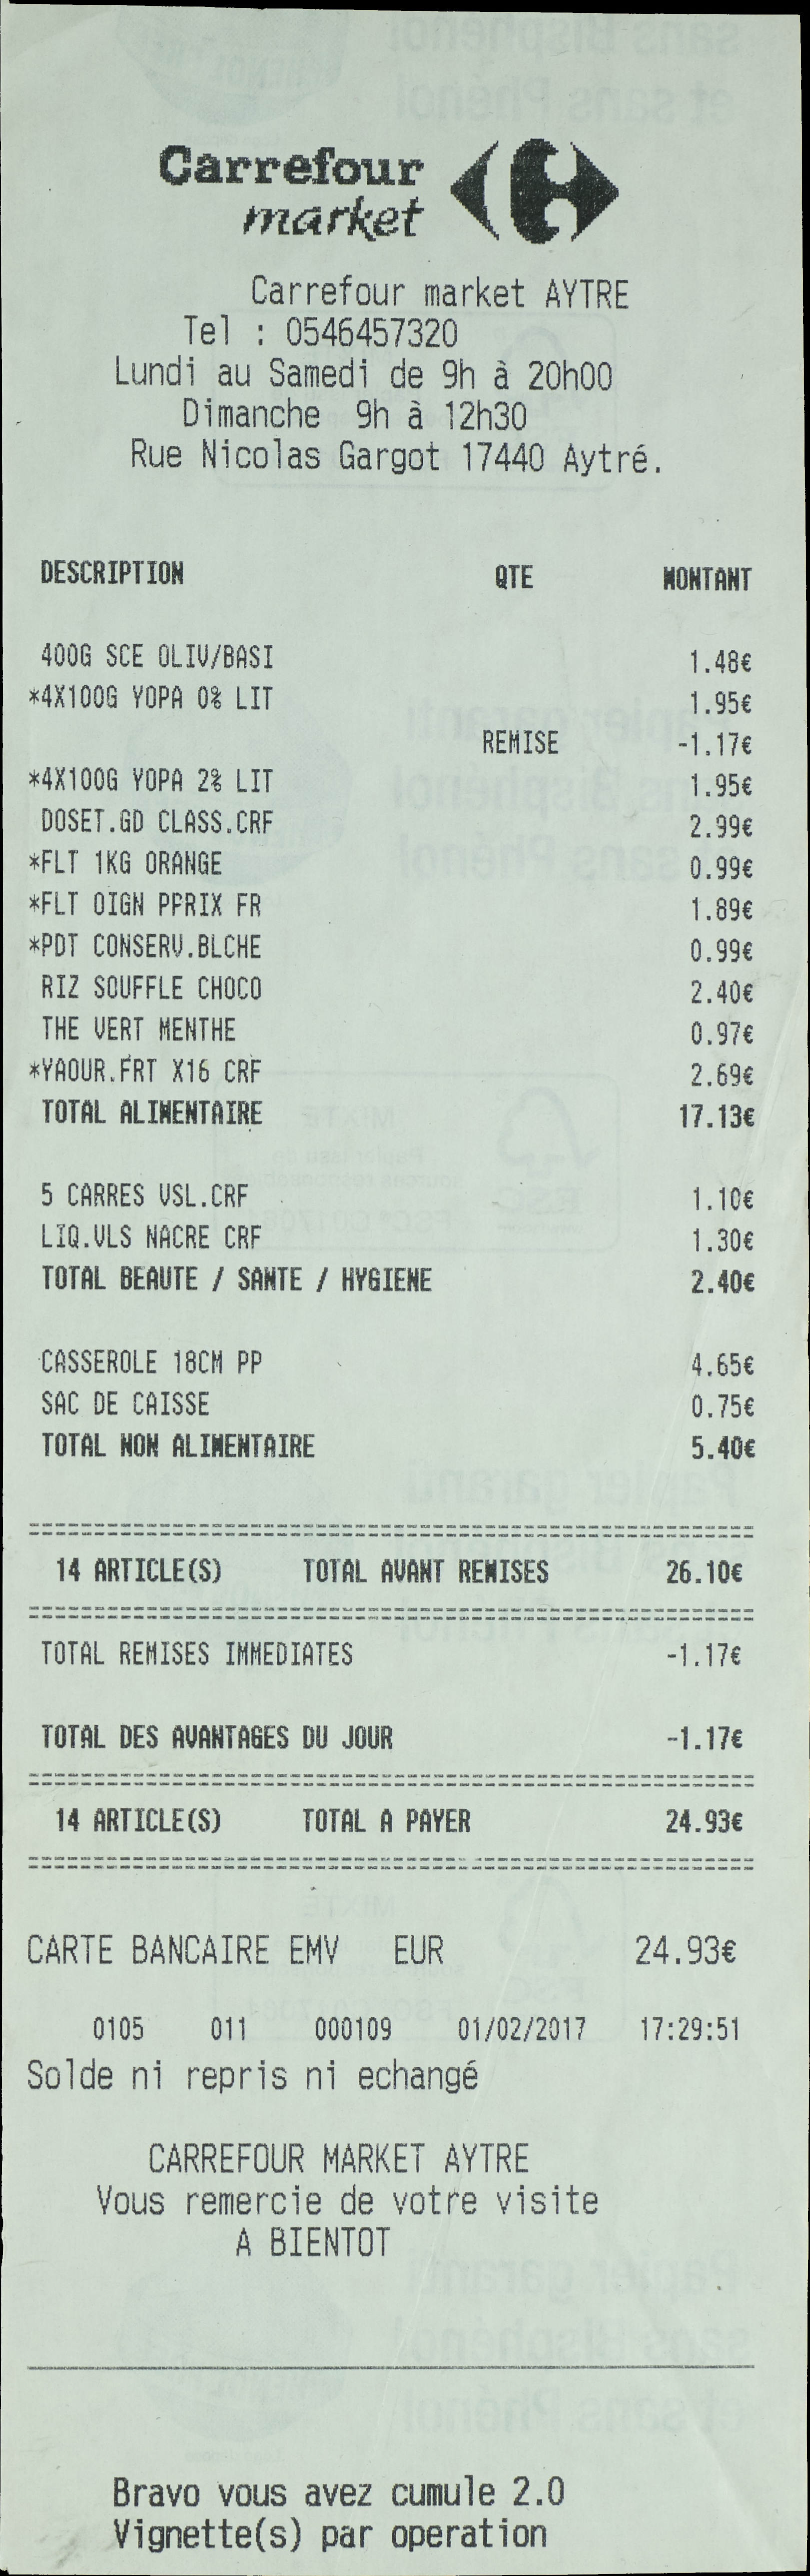 Carrefour
market
Carrefour market AYTRE
Tel : 0546457320
Lundi au Samedi de 9h à 20h00
Dimanche 9h à 12h30
Rue Nicolas Gargot 17440 Aytré.
DESCRIPTION QTE MONTANT
400G SCE OLIV/BASI 1.48€
*4X100G YOPA 0% LIT 1.95€
REMISE -1.17€
*4X100G YOPA 2% LIT 1.95€
DOSET.GD CLASS.CRF 2.99€
*FLT 1KG ORANGE 0.99€
*FLT OIGN PPRIX FR 1.89€
*PDT CONSERV.BLCHE 0.99€
RIZ SOUFFLE CHOCO 2.40€
THE VERT MENTHE 0.97€
*YAOUR.FRT X16 CRF 2.69€
TOTAL ALIMENTAIRE 17.13€
5 CARRES VSL.CRF 1.10€
LIQ.VLS NACRE CRF 1.30€
TOTAL BEAUTE / SANTE / HYGIENE 2.40€
CASSEROLE 18CM PP 4.65€
SAC DE CAISSE 0.75€
TOTAL NON ALIMENTAIRE 5.40€
14 ARTICLE(S) TOTAL AVANT REMISES 26.10€
TOTAL REMISES IMMEDIATES -1.17€
TOTAL DES AVANTAGES DU JOUR -1.17€
14 ARTICLE(S) TOTAL A PAYER 24.93€
CARTE BANCAIRE EMV EUR 24.93€
0105 011 000109 01/02/2017 17:29:51
Solde ni repris ni echangé
CARREFOUR MARKET AYTRE
Vous remercie de votre visite
A BIENTOT
Bravo vous avez cumule 2.0
Vignette(s) par operation